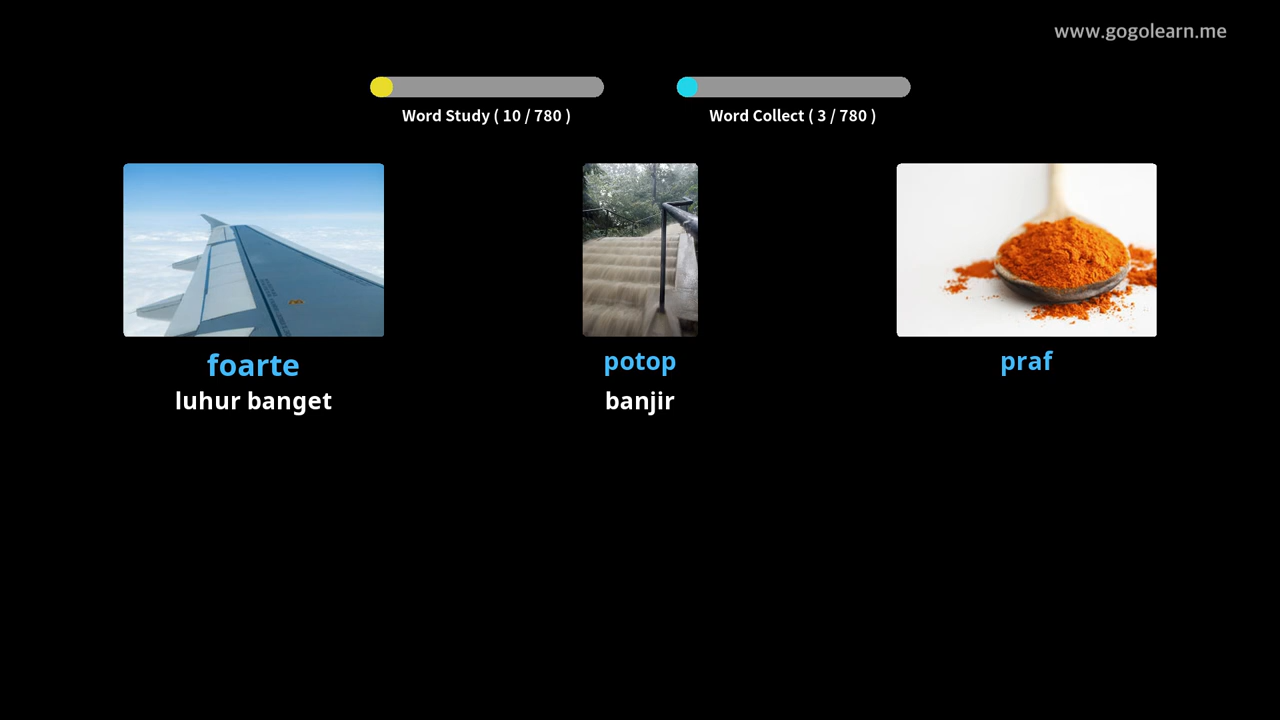 www.gogolearn.me
Word Study ( 10 / 780 )
Word Collect ( 3 / 780 )
foarte
luhur banget
potop
banjir
praf